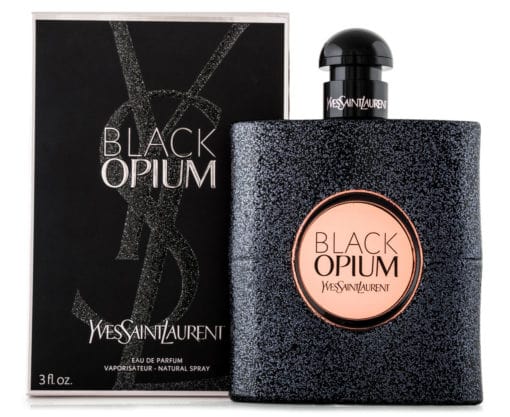 BLACK
OPIUM
YVESSAINTLAURENT
EAU DE PARFUM
VAPORISATEUR - NATURAL SPRAY
3 fl. oz.
YVESSAINTLAURENT
BLACK
OPIUM
YVESSAINTLAURENT